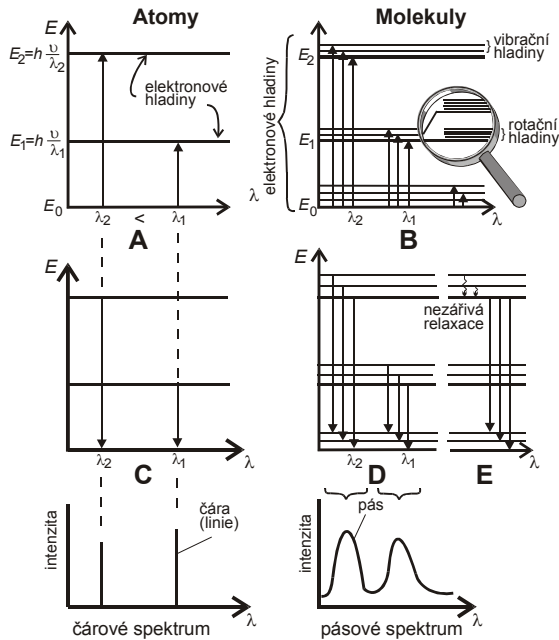 Atomy
E
E₂=h υ/λ₂
elektronové
hladiny
E₁=h υ/λ₁
E₀
λ₂ < λ₁
λ
A
Molekuly
E
elektronové hladiny
E₂
E₁
E₀
vibrační
hladiny
rotační
hladiny
λ₂ λ₁ λ
B
E
λ₂ λ₁ λ
C
E
nezářivá
relaxace
λ₂ λ₁ λ
D E
intenzita
čára
(linie)
λ
čárové spektrum
intenzita
pás
λ
pásové spektrum